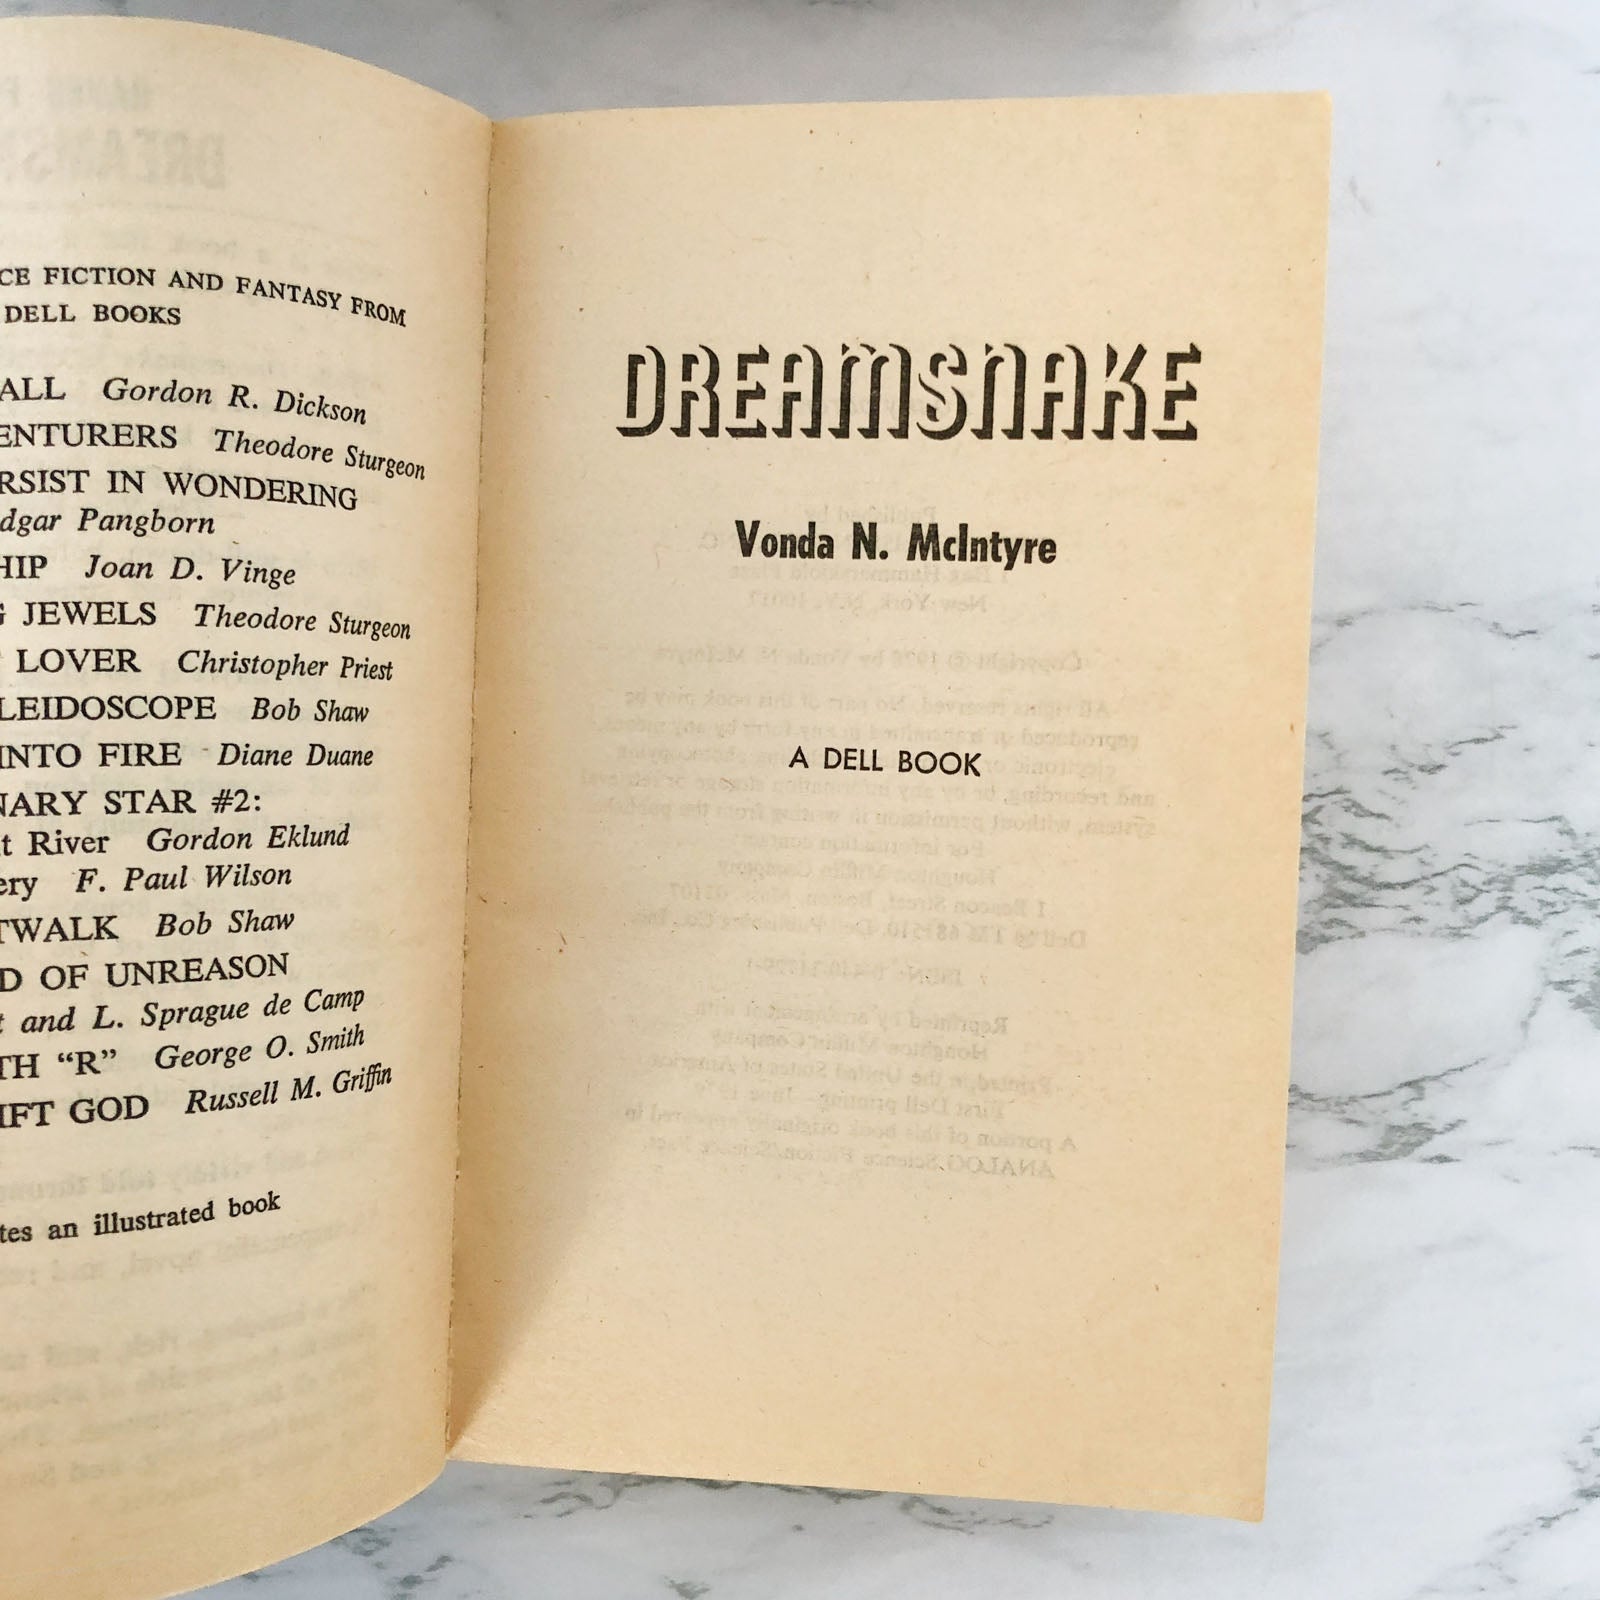 CE FICTION AND FANTASY FROM
DELL BOOKS
ALL Gordon R. Dickson
ENTURERS Theodore Sturgeon
RSIST IN WONDERING
dgar Pangborn
HIP Joan D. Vinge
G JEWELS Theodore Sturgeon
LOVER Christopher Priest
LEIDOSCOPE Bob Shaw
INTO FIRE Diane Duane
NARY STAR #2:
t River Gordon Eklund
ery F. Paul Wilson
TWALK Bob Shaw
D OF UNREASON
t and L. Sprague de Camp
TH “R” George O. Smith
IFT GOD Russell M. Griffin
tes an illustrated book
DREAMSNAKE
Vonda N. McIntyre
A DELL BOOK